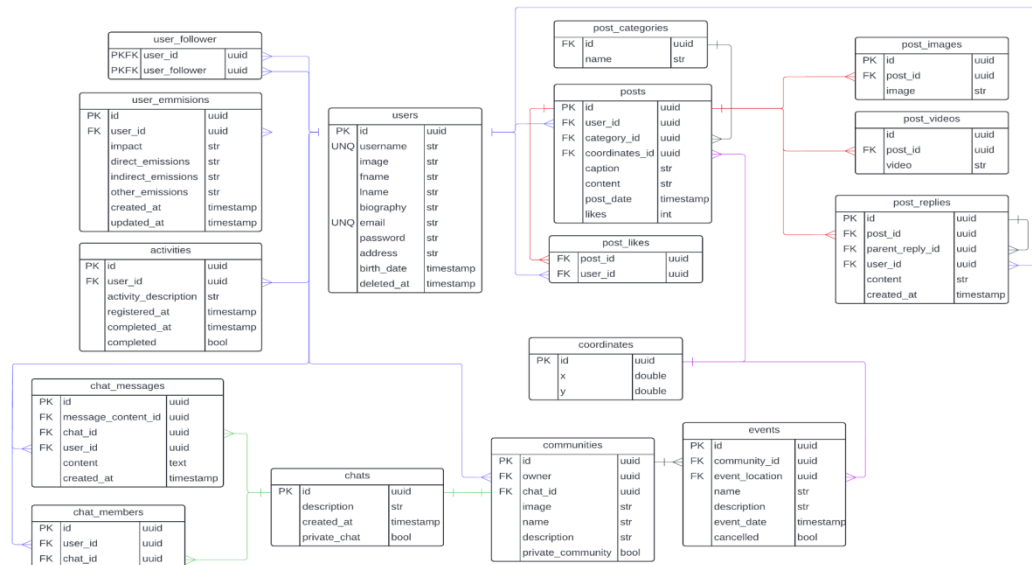 user_follower
PKFK user_id uuid
PKFK user_follower uuid
user_emmisions
PK id uuid
FK user_id uuid
impact str
direct_emissions str
indirect_emissions str
other_emissions str
created_at timestamp
updated_at timestamp
activities
PK id uuid
FK user_id uuid
activity_description str
registered_at timestamp
completed_at timestamp
completed bool
users
PK id uuid
UNQ username str
image str
fname str
lname str
biography str
UNQ email str
password str
address str
birth_date timestamp
deleted_at timestamp
post_categories
FK id uuid
name str
posts
PK id uuid
FK user_id uuid
FK category_id uuid
FK coordinates_id uuid
caption str
content str
post_date timestamp
likes int
post_likes
FK post_id uuid
FK user_id uuid
post_images
PK id uuid
FK post_id uuid
image str
post_videos
id uuid
FK post_id uuid
video str
post_replies
PK id uuid
FK post_id uuid
FK parent_reply_id uuid
FK user_id uuid
content str
created_at timestamp
coordinates
PK id uuid
x double
y double
chat_messages
PK id uuid
FK message_content_id uuid
FK chat_id uuid
FK user_id uuid
content text
created_at timestamp
chat_members
PK id uuid
FK user_id uuid
FK chat_id uuid
chats
PK id uuid
description str
created_at timestamp
private_chat bool
communities
PK id uuid
FK owner uuid
FK chat_id uuid
image str
name str
description str
private_community bool
events
PK id uuid
FK community_id uuid
FK event_location uuid
name str
description str
event_date timestamp
cancelled bool